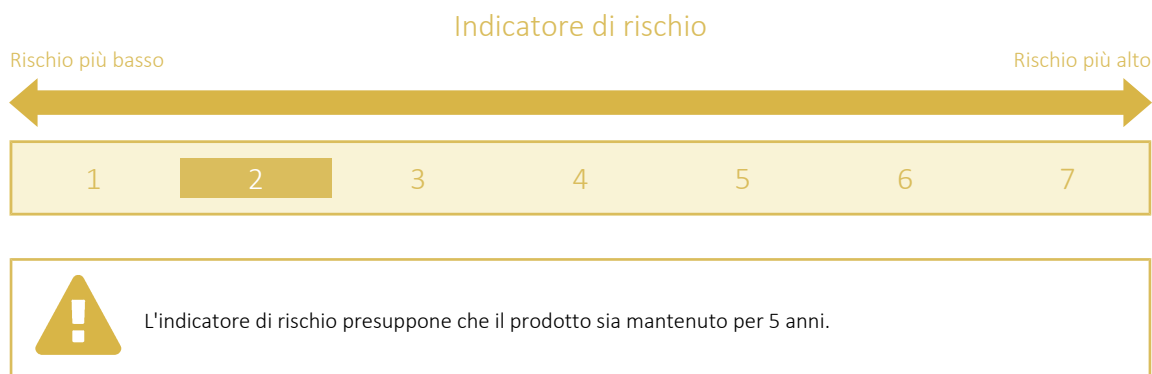 Indicatore di rischio
Rischio più basso Rischio più alto
1 2 3 4 5 6 7
L'indicatore di rischio presuppone che il prodotto sia mantenuto per 5 anni.